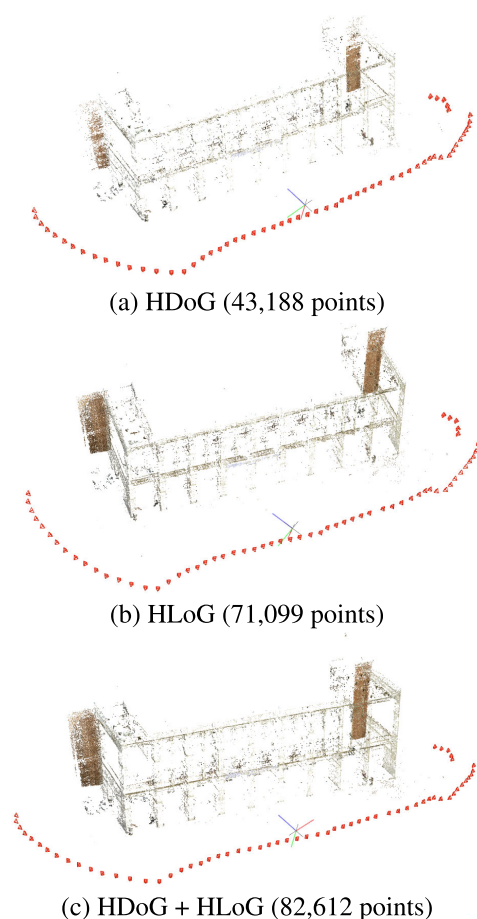 (a) HDoG (43,188 points)
(b) HLoG (71,099 points)
(c) HDoG + HLoG (82,612 points)